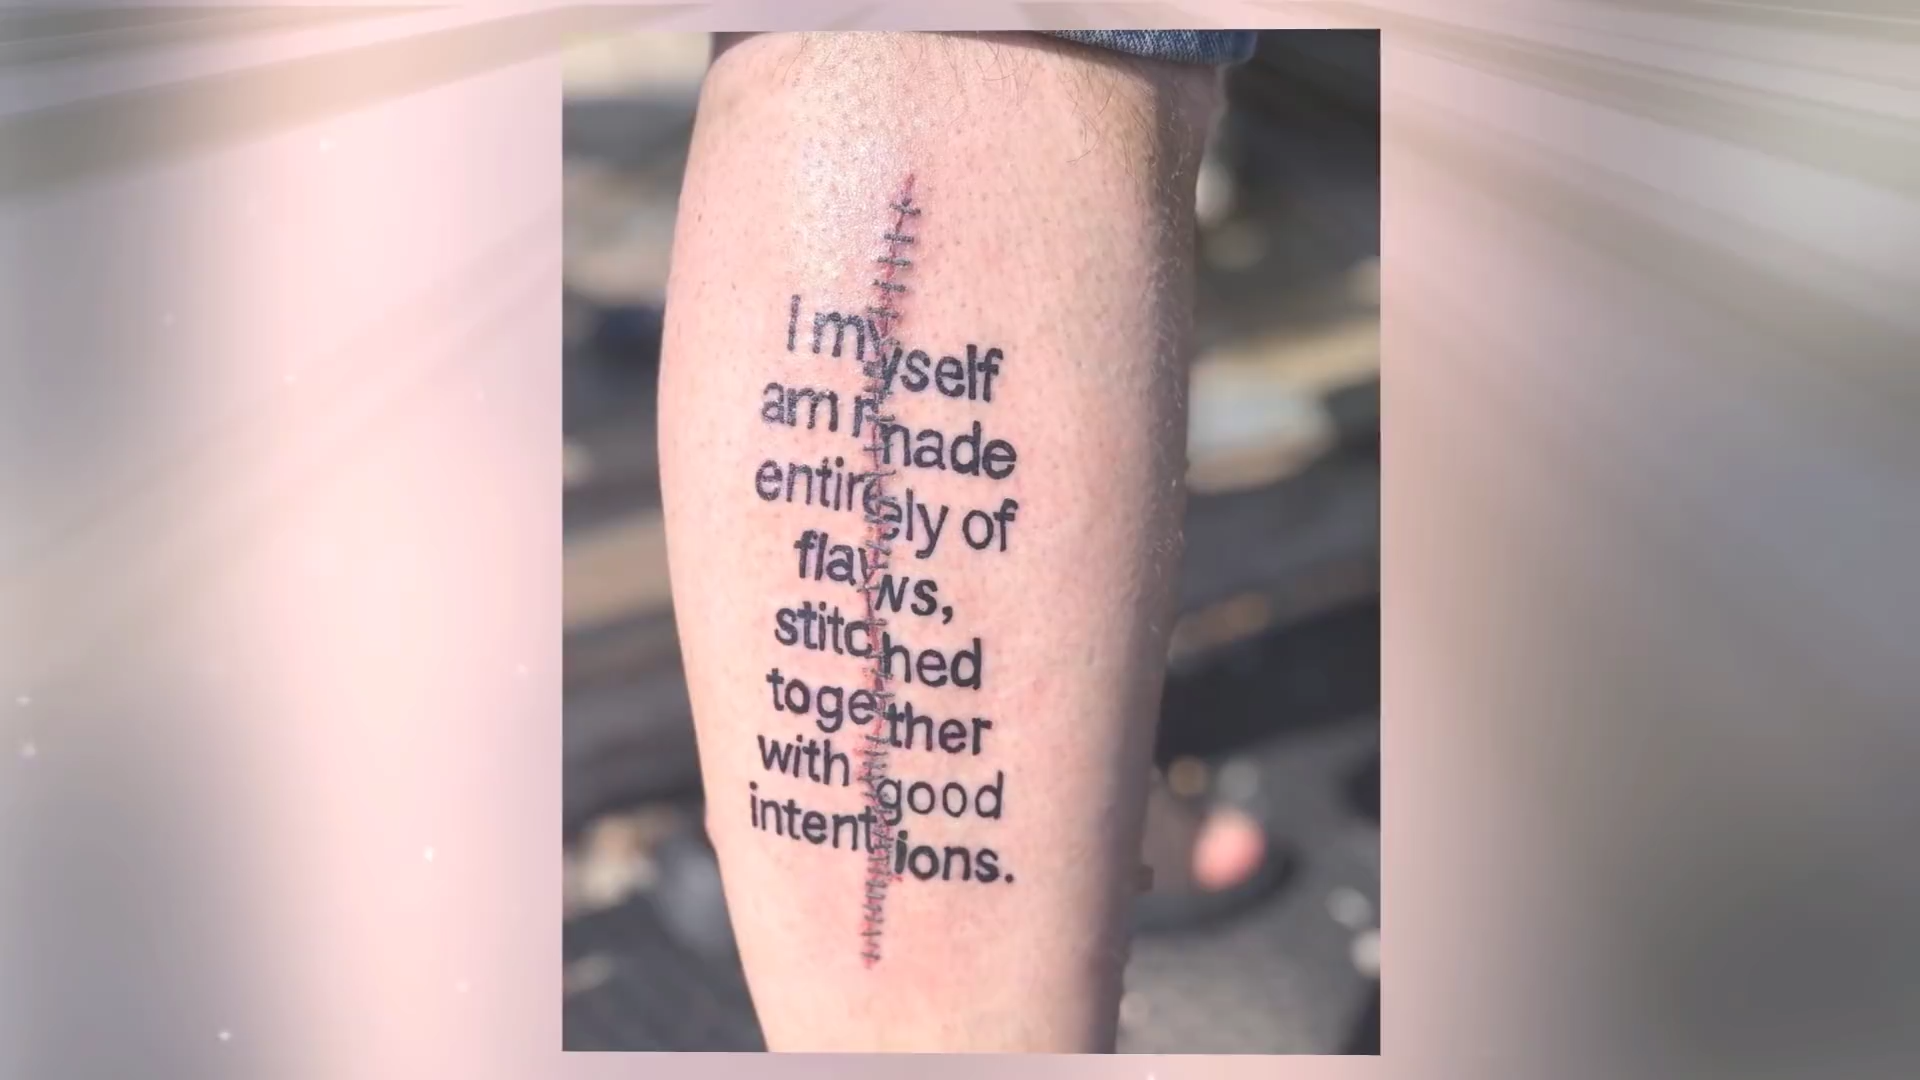 I myself
am made
entirely of
flaws,
stitched
together
with good
intentions.